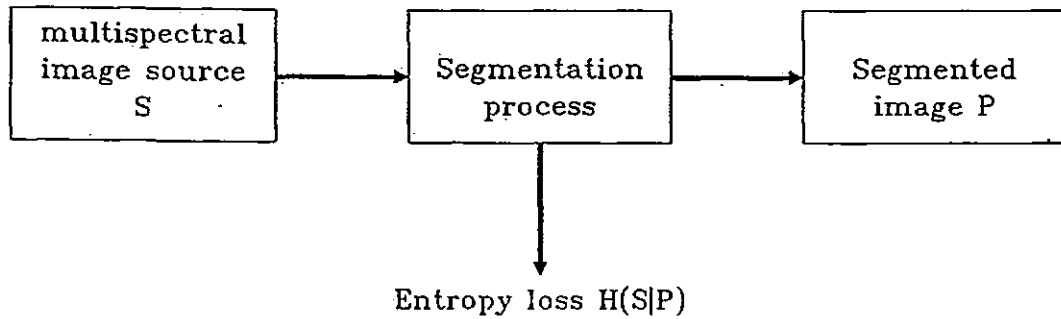 multispectral
image source
S
Segmentation
process
Segmented
image P
Entropy loss H(S|P)